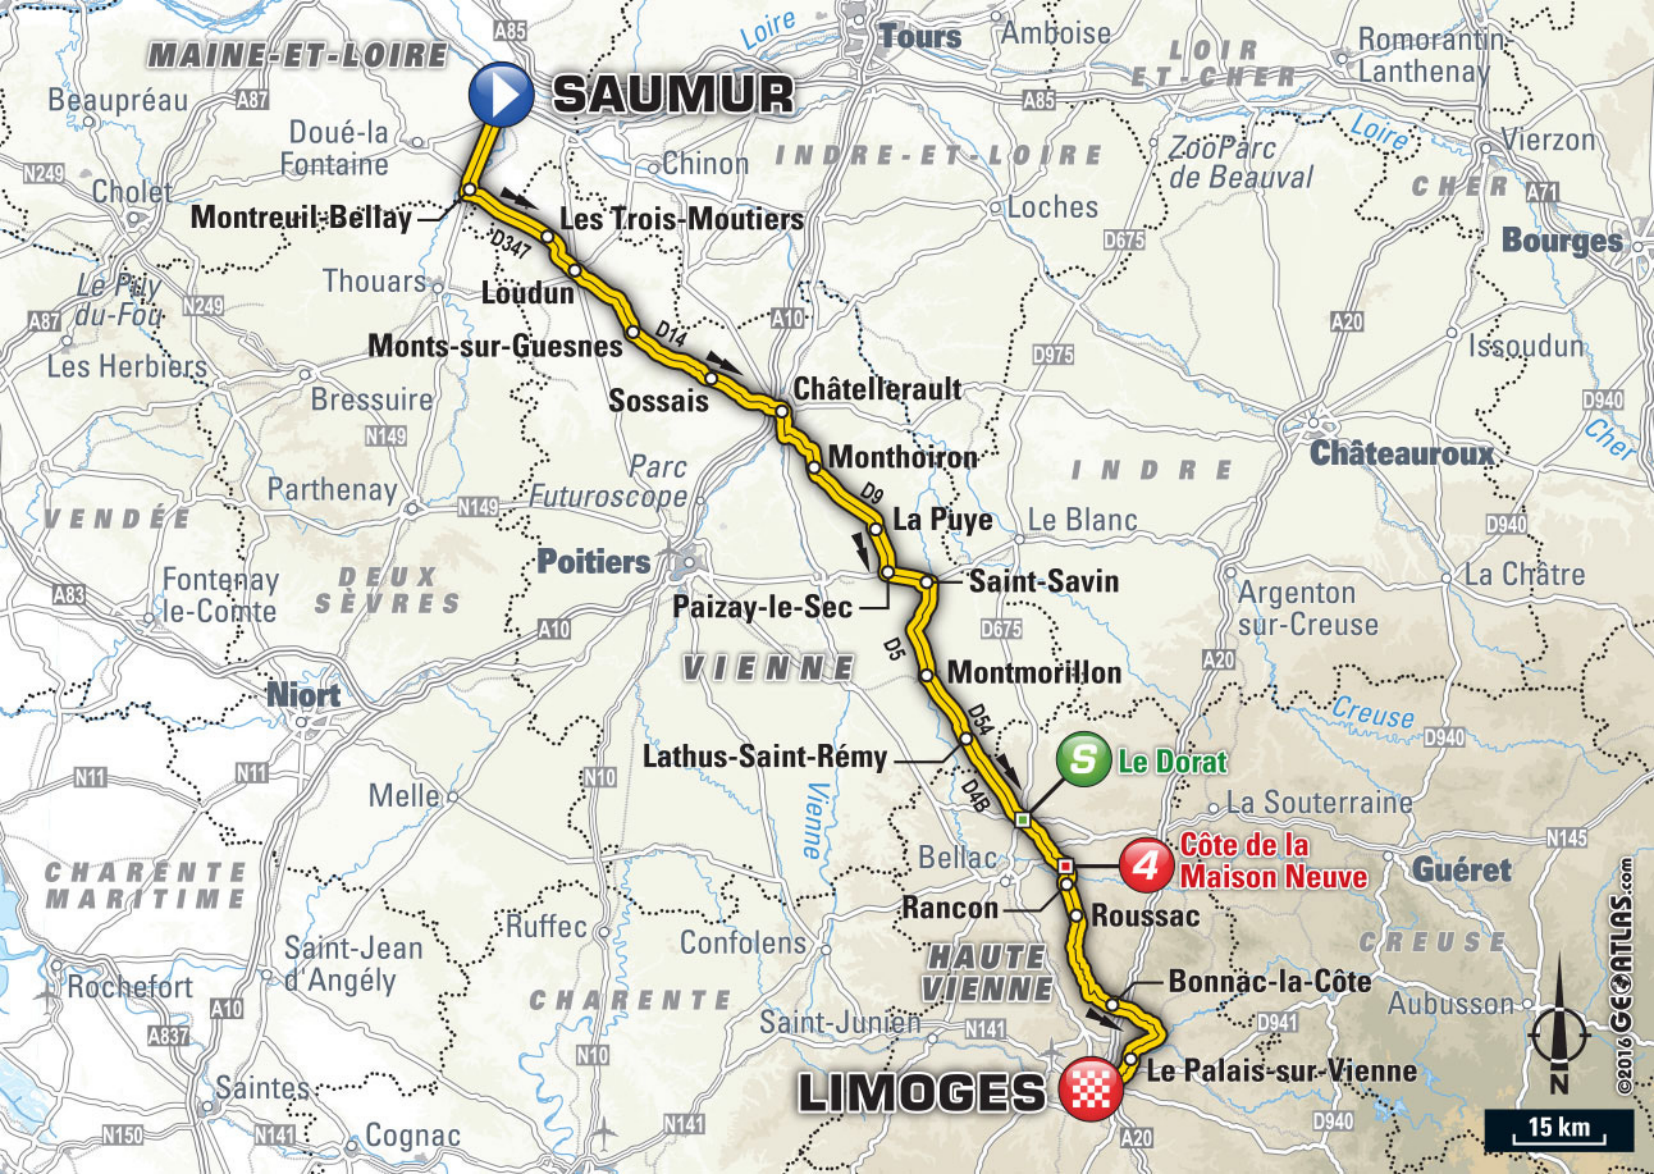 A85
Loire
Tours
Amboise
LOIR
ET-CHER
Romorantin-
Lanthenay
MAINE-ET-LOIRE
Beaupréau
A87
SAUMUR
A85
Doué-la
Fontaine
Loire
Vierzon
N249
Cholet
Chinon
INDRE-ET-LOIRE
ZooParc
de Beauval
CHER
A71
Montreuil-Bellay
Les Trois-Moutiers
Loches
D347
D675
Bourges
Le Puy
du-Fou
Thouars
N249
Loudun
A87
A10
A20
Monts-sur-Guesnes
D14
Les Herbiers
D975
Issoudun
Bressuire
Sossais
Châtellerault
D940
N149
Cher
Parc
Futuroscope
Monthoiron
INDRE
Châteauroux
Parthenay
N149
D9
VENDÉE
La Puye
Le Blanc
D940
Poitiers
A83
Fontenay
le-Comte
DEUX
SÈVRES
Paizay-le-Sec
Saint-Savin
Argenton
sur-Creuse
La Châtre
A10
D675
D5
A20
VIENNE
Montmorillon
Niort
D54
Creuse
D940
Lathus-Saint-Rémy
S
Le Dorat
N11
N11
N10
D4B
Melle
Vienne
La Souterraine
N145
Bellac
4
Côte de la
Maison Neuve
Guéret
CHARENTE
MARITIME
Rancon
Roussac
Ruffec
Confolens
CREUSE
Saint-Jean
d'Angély
HAUTE
VIENNE
Rochefort
A10
CHARENTE
Bonnac-la-Côte
Aubusson
A837
Saint-Junien
N141
D941
N10
Le Palais-sur-Vienne
LIMOGES
Saintes
N
©2016 GEOATLAS.com
N150
N141
Cognac
N141
A20
D940
15 km